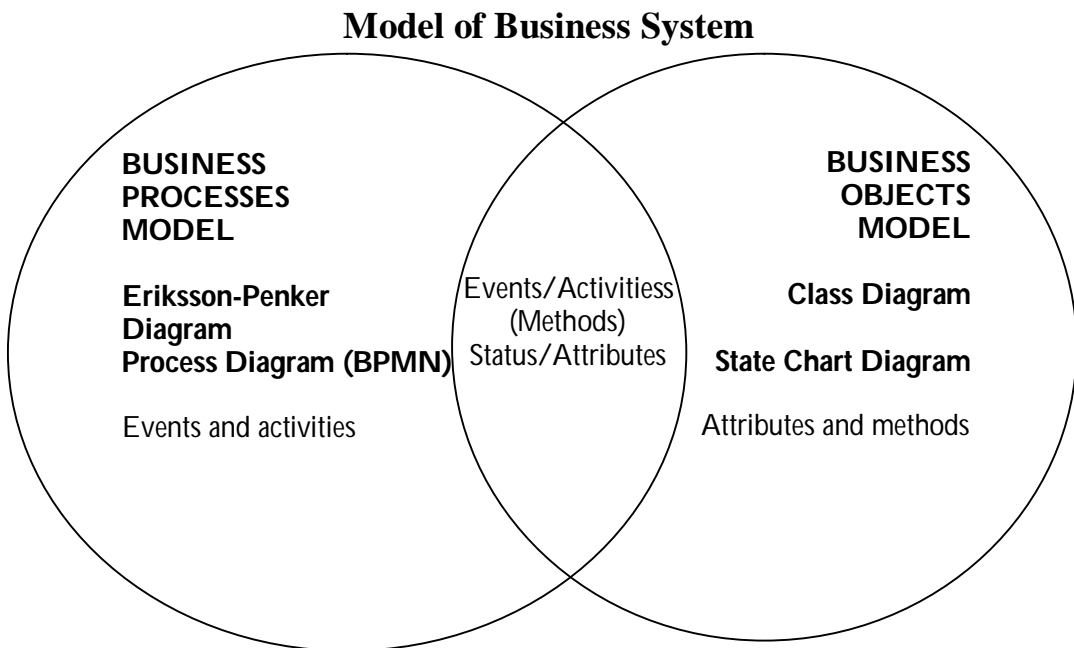 Model of Business System
BUSINESS
PROCESSES
MODEL
Eriksson-Penker
Diagram
Process Diagram (BPMN)
Events and activities
Events/Activitiess
(Methods)
Status/Attributes
BUSINESS
OBJECTS
MODEL
Class Diagram
State Chart Diagram
Attributes and methods